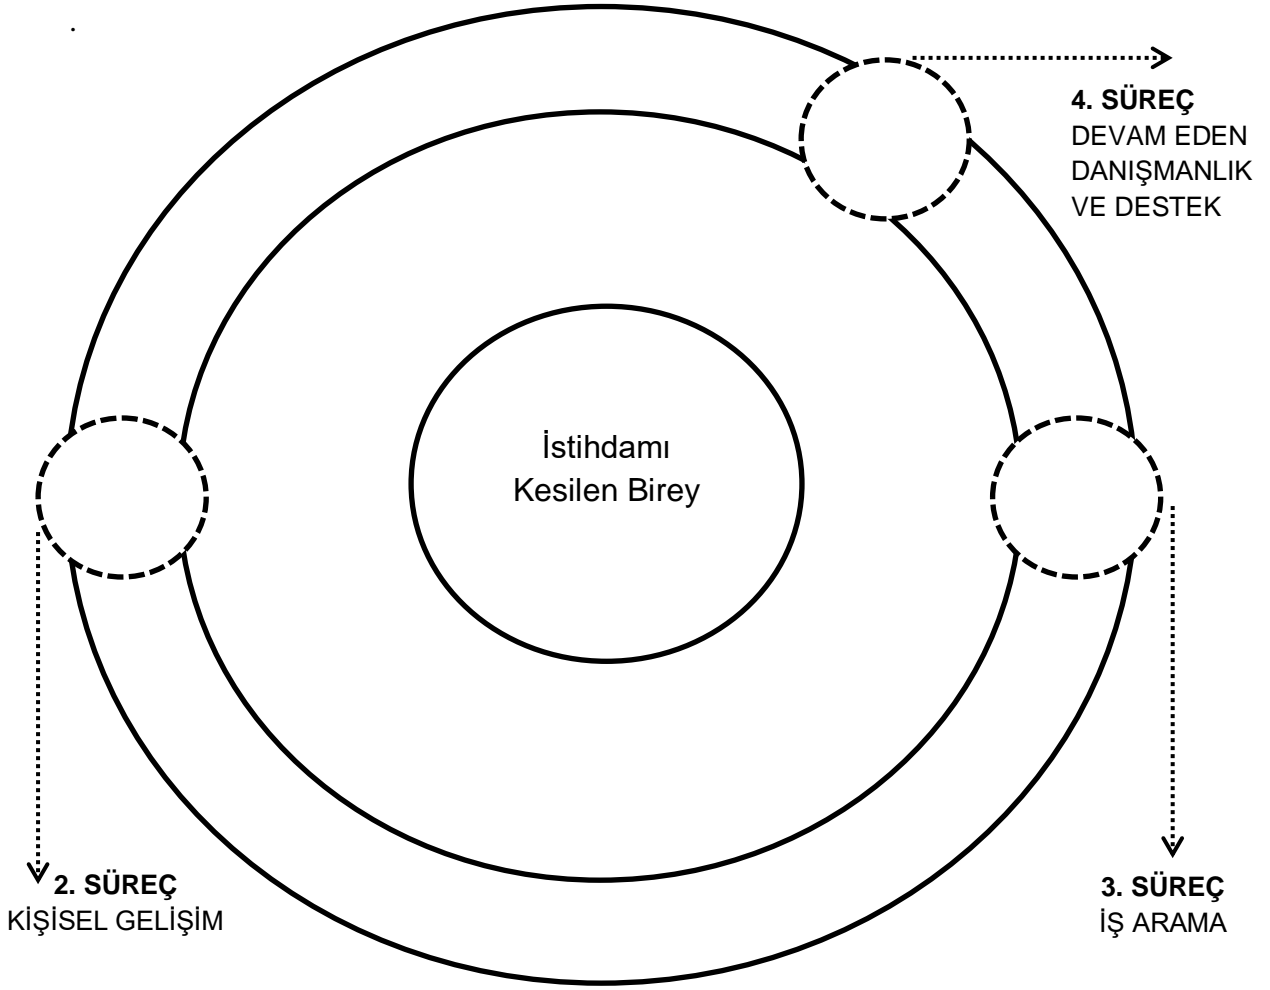 4. SÜREÇ
DEVAM EDEN
DANIŞMANLIK
VE DESTEK
İstihdamı
Kesilen Birey
2. SÜREÇ
KİŞİSEL GELİŞİM
3. SÜREÇ
İŞ ARAMA